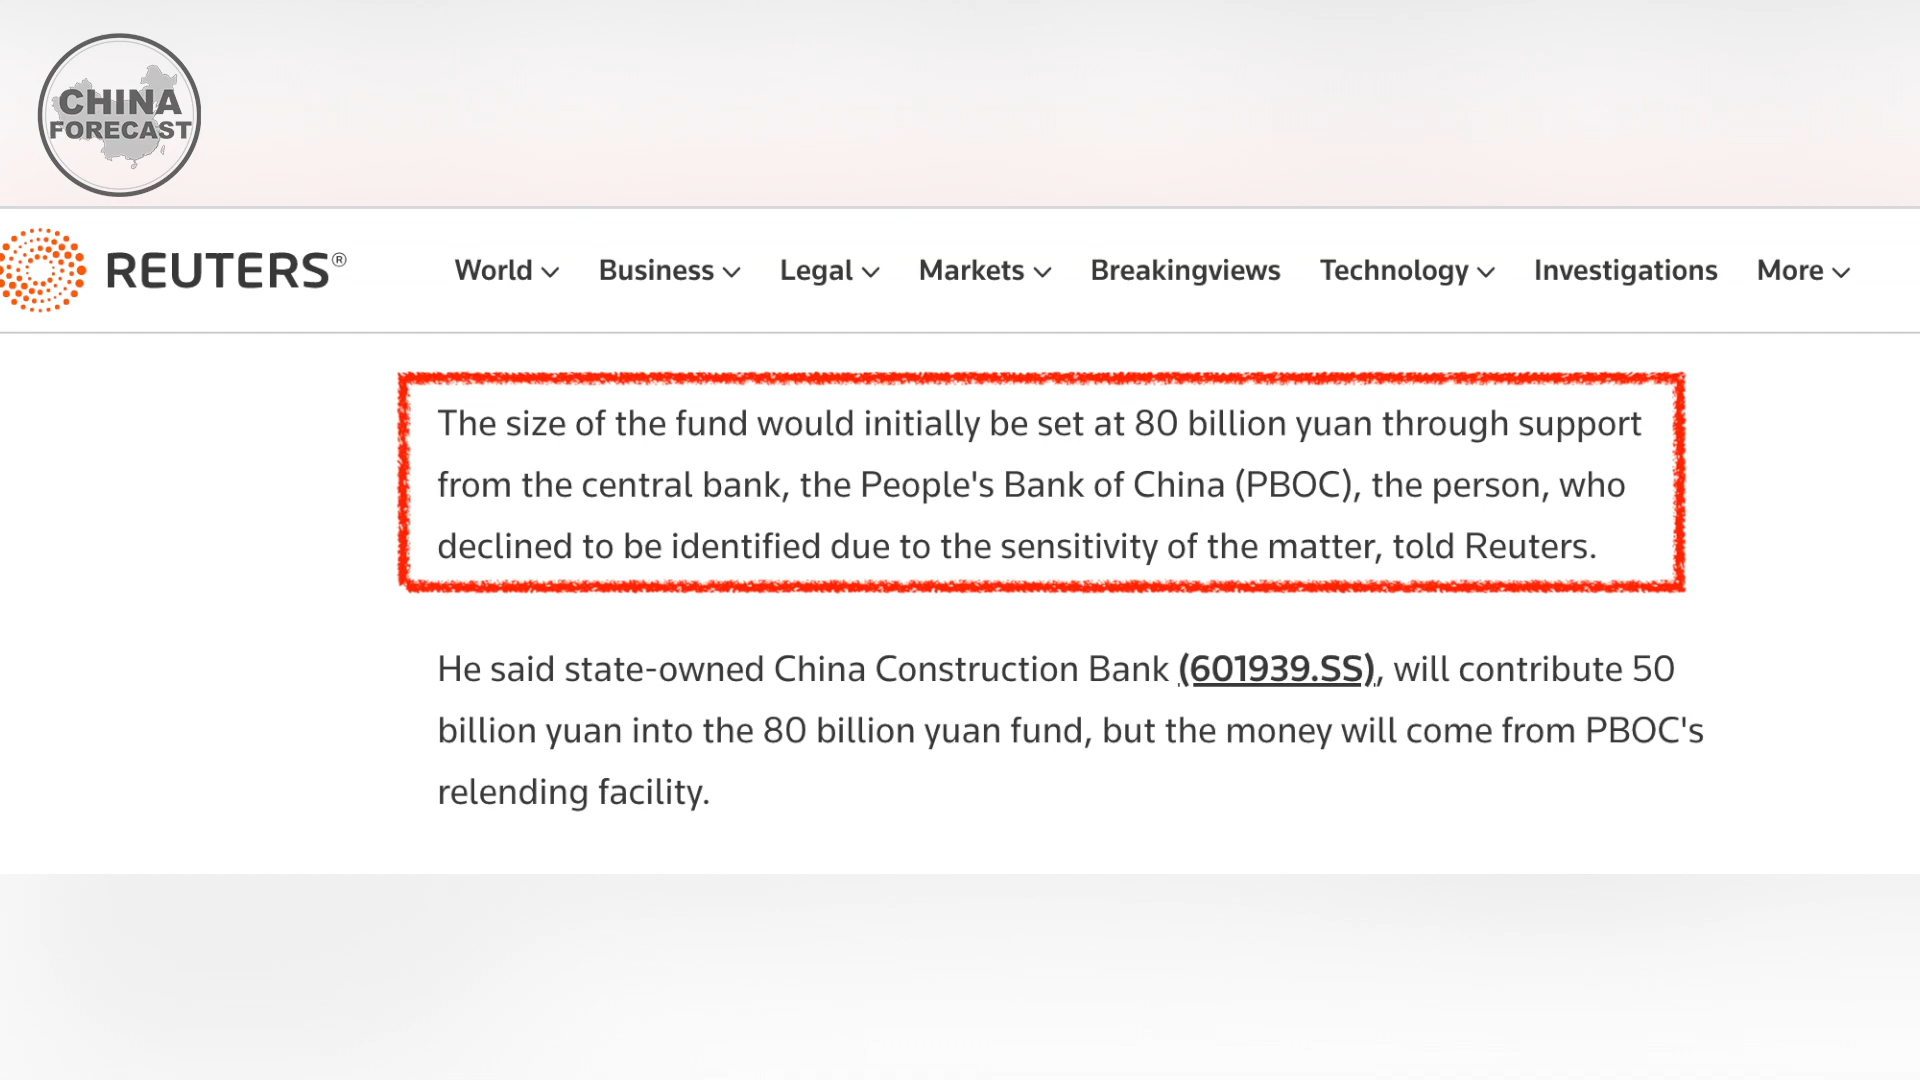 CHINA
FORECAST
REUTERS®
World Business Legal Markets Breakingviews Technology Investigations More
The size of the fund would initially be set at 80 billion yuan through support
from the central bank, the People's Bank of China (PBOC), the person, who
declined to be identified due to the sensitivity of the matter, told Reuters.
He said state-owned China Construction Bank (601939.SS), will contribute 50
billion yuan into the 80 billion yuan fund, but the money will come from PBOC's
relending facility.